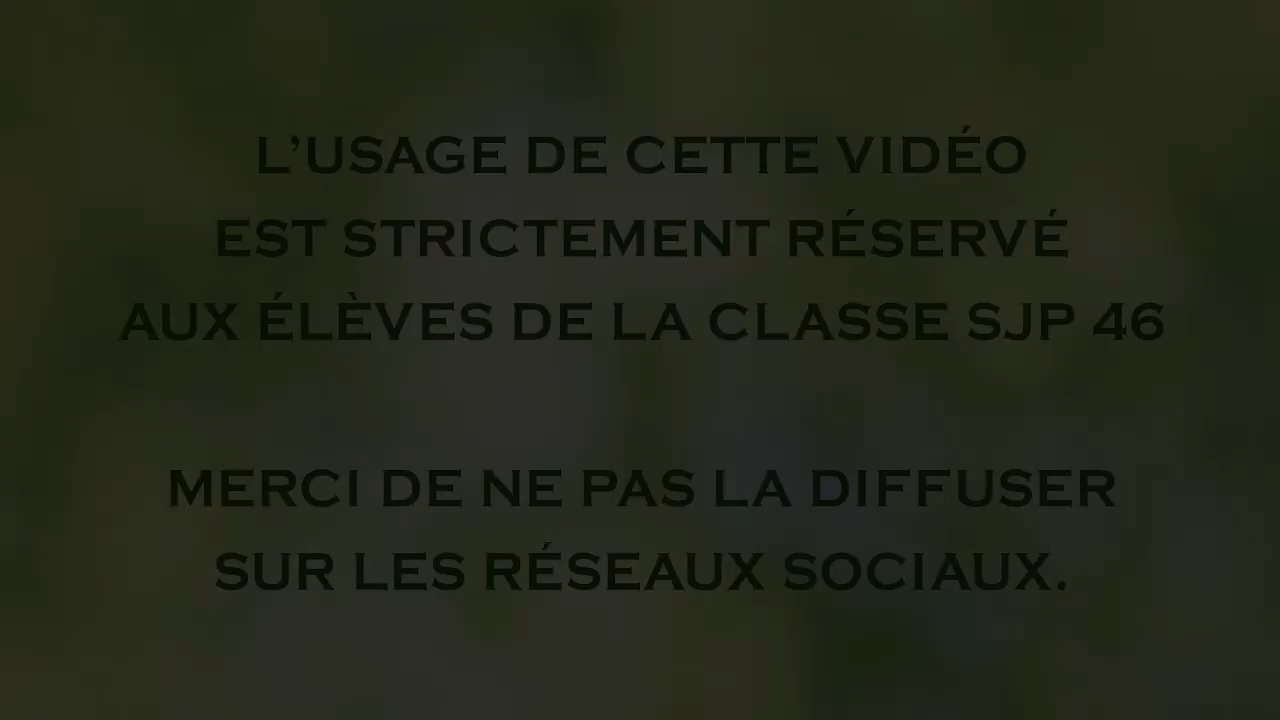 L’USAGE DE CETTE VIDÉO
EST STRICTEMENT RÉSERVÉ
AUX ÉLÈVES DE LA CLASSE SJP 46
MERCI DE NE PAS LA DIFFUSER
SUR LES RÉSEAUX SOCIAUX.